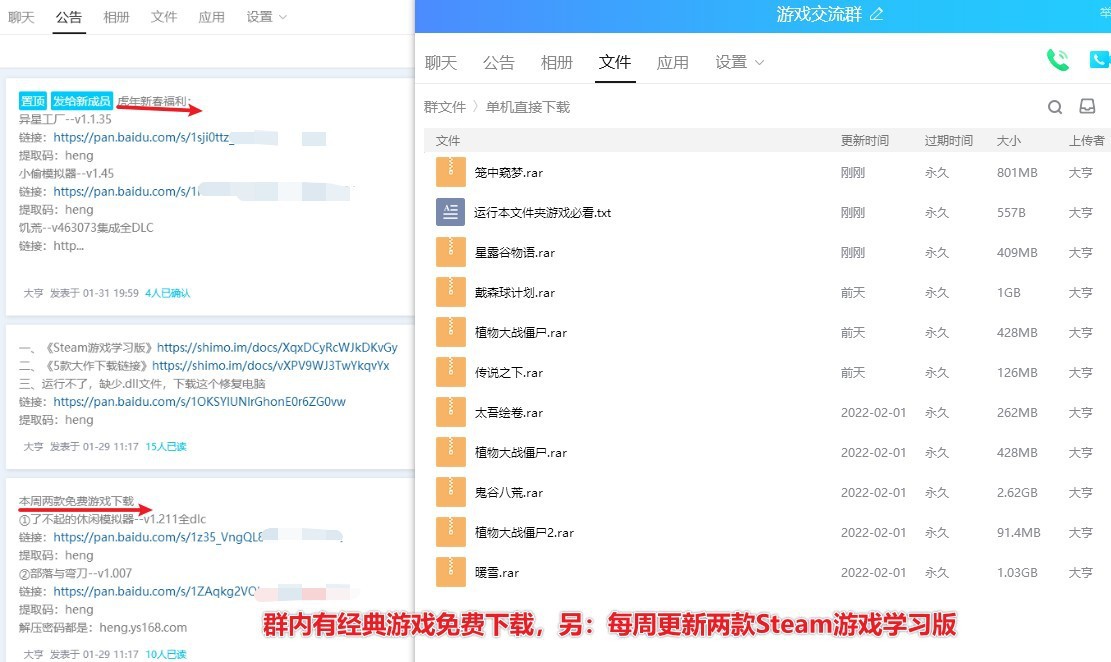 聊天 公告 相册 文件 应用 设置
置顶 发给新成员 虎年新春福利:
异星工厂--v1.1.35
链接：https://pan.baidu.com/s/1sji0ttz_
提取码：heng
小偷模拟器--v1.45
链接：https://pan.baidu.com/s/1
提取码：heng
饥荒--v463073集成全DLC
链接：http...
大亨 发表于 01-31 19:59 4人已确认
一、《Steam游戏学习版》https://shimo.im/docs/XqxDCyRcWJkDKvGy
二、《5款大作下载链接》https://shimo.im/docs/vXPV9WJ3TwYkqvYx
三、运行不了，缺少.dll文件，下载这个修复电脑
链接：https://pan.baidu.com/s/1OKSYIUNIrGhonE0r6ZG0vw
提取码：heng
大亨 发表于 01-29 11:17 15人已读
本周两款免费游戏下载
①了不起的休闲模拟器--v1.211全dlc
链接：https://pan.baidu.com/s/1z35_VngQL
提取码：heng
②部落与弯刀--v1.007
链接：https://pan.baidu.com/s/1ZAqkg2V
提取码：heng
解压密码都是：heng.ys168.com
大亨 发表于 01-29 11:17 10人已读
游戏交流群
聊天 公告 相册 文件 应用 设置
群文件 〉单机直接下载
文件 更新时间 过期时间 大小 上传者
笼中窥梦.rar 刚刚 永久 801MB 大亨
运行本文件夹游戏必看.txt 刚刚 永久 557B 大亨
星露谷物语.rar 刚刚 永久 409MB 大亨
戴森球计划.rar 前天 永久 1GB 大亨
植物大战僵尸.rar 前天 永久 428MB 大亨
传说之下.rar 前天 永久 126MB 大亨
太吾绘卷.rar 2022-02-01 永久 262MB 大亨
植物大战僵尸.rar 2022-02-01 永久 428MB 大亨
鬼谷八荒.rar 2022-02-01 永久 2.62GB 大亨
植物大战僵尸2.rar 2022-02-01 永久 91.4MB 大亨
暖雪.rar 2022-02-01 永久 1.03GB 大亨
群内有经典游戏免费下载，另：每周更新两款Steam游戏学习版